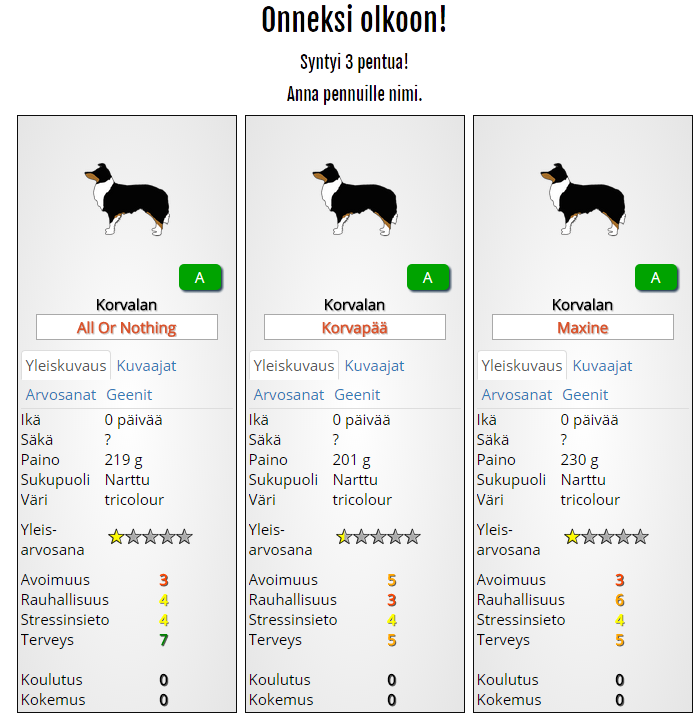 Onneksi olkoon!
Syntyi 3 pentua!
Anna pennuille nimi.
A
Korvalan
All Or Nothing
Yleiskuvaus Kuvaajat
Arvosanat Geenit
Ikä 0 päivää
Säkä ?
Paino 219 g
Sukupuoli Narttu
Väri tricolour
Yleis-
arvosana
Avoimuus 3
Rauhallisuus 4
Stressinsieto 4
Terveys 7
Koulutus 0
Kokemus 0
A
Korvalan
Korvapää
Yleiskuvaus Kuvaajat
Arvosanat Geenit
Ikä 0 päivää
Säkä ?
Paino 201 g
Sukupuoli Narttu
Väri tricolour
Yleis-
arvosana
Avoimuus 5
Rauhallisuus 3
Stressinsieto 4
Terveys 5
Koulutus 0
Kokemus 0
A
Korvalan
Maxine
Yleiskuvaus Kuvaajat
Arvosanat Geenit
Ikä 0 päivää
Säkä ?
Paino 230 g
Sukupuoli Narttu
Väri tricolour
Yleis-
arvosana
Avoimuus 3
Rauhallisuus 6
Stressinsieto 4
Terveys 5
Koulutus 0
Kokemus 0